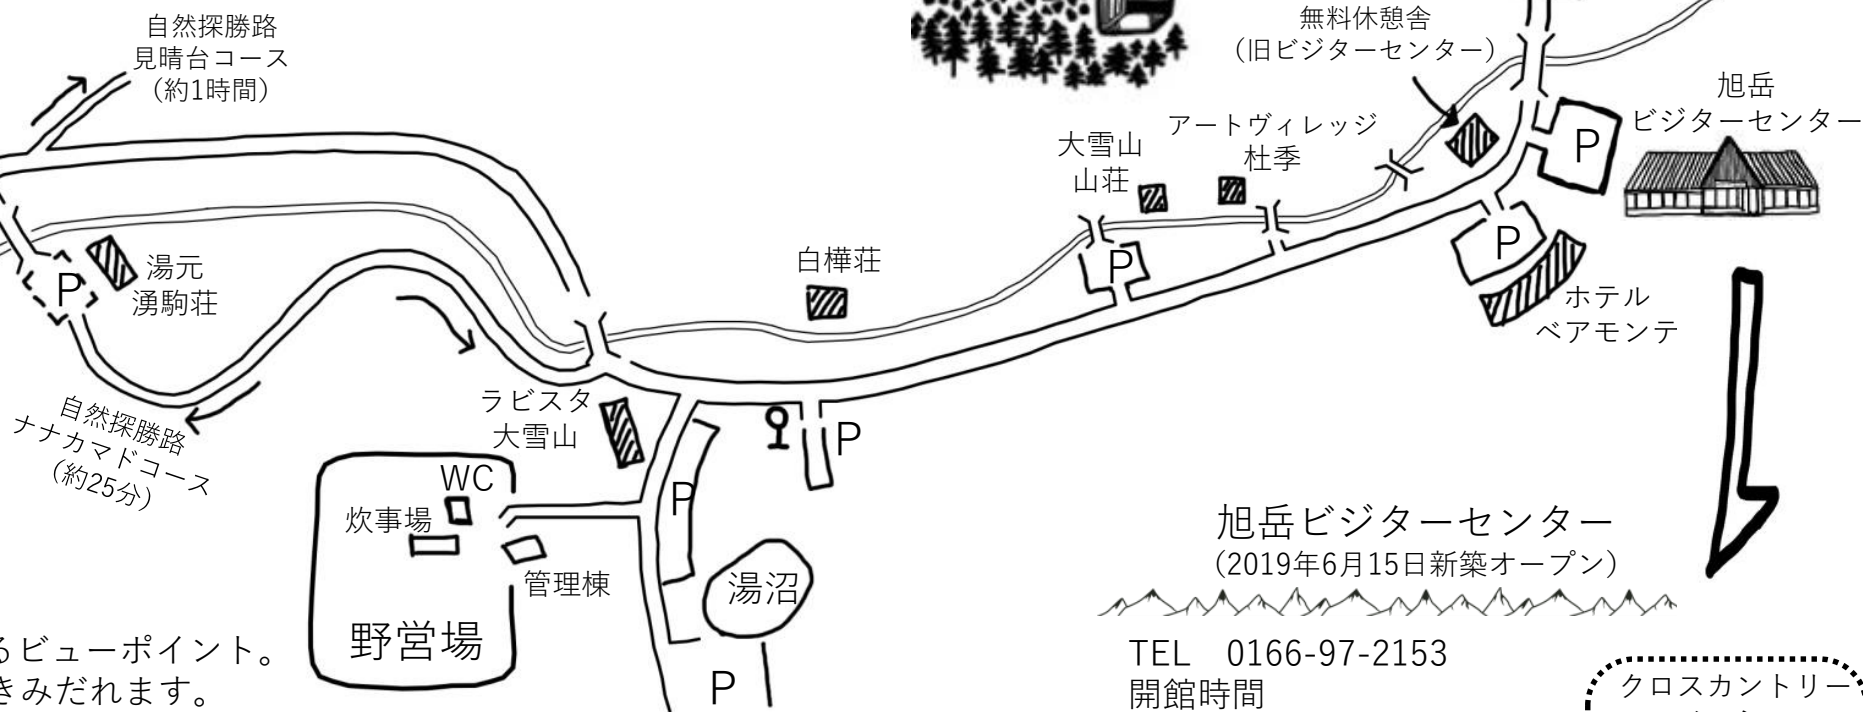 自然探勝路
見晴台コース
（約1時間）
無料休憩舎
（旧ビジターセンター）
旭岳
ビジターセンター
P
アートヴィレッジ
杜季
大雪山
山荘
P
P
ホテル
ベアモンテ
白樺荘
湯元
湧駒荘
P
自然探勝路
ナナカマドコース
（約25分）
ラビスタ
大雪山
P
P
WC
炊事場
管理棟
野営場
湯沼
P
旭岳ビジターセンター
（2019年6月15日新築オープン）
TEL　0166-97-2153
開館時間
るビューポイント。
きみだれます。
クロスカントリー